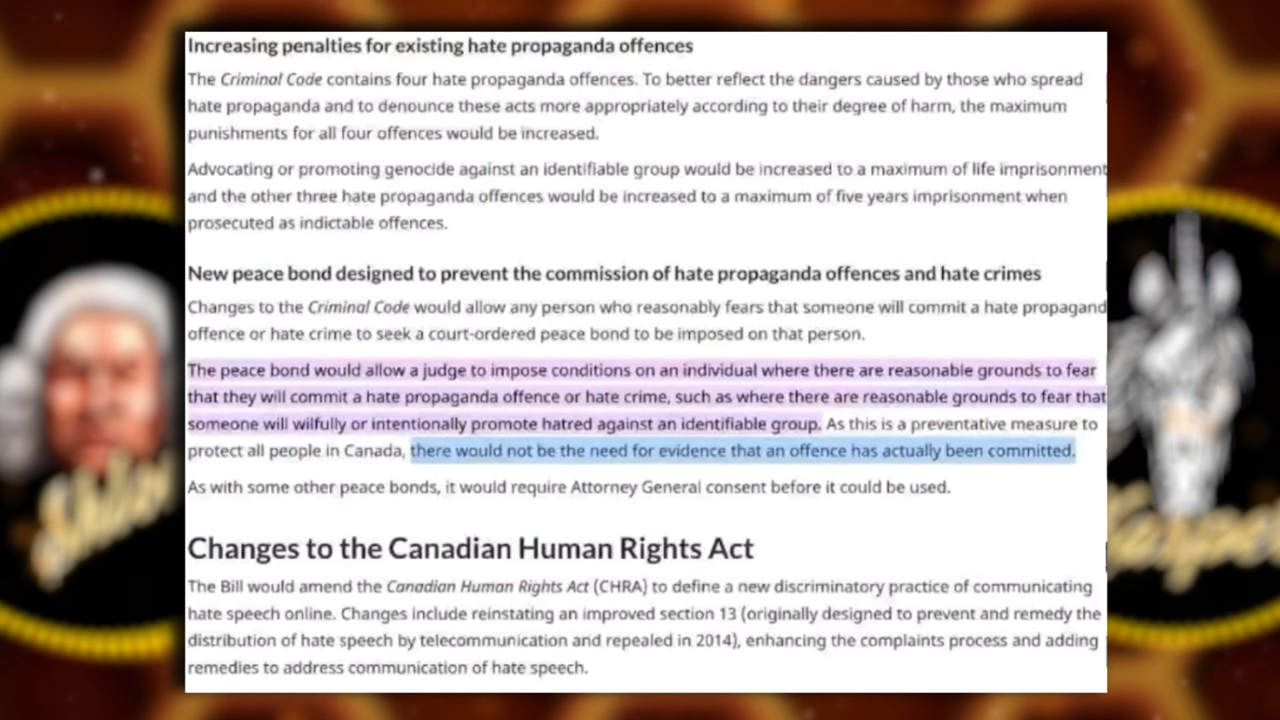 Increasing penalties for existing hate propaganda offences
The Criminal Code contains four hate propaganda offences. To better reflect the dangers caused by those who spread
hate propaganda and to denounce these acts more appropriately according to their degree of harm, the maximum
punishments for all four offences would be increased.
Advocating or promoting genocide against an identifiable group would be increased to a maximum of life imprisonment
and the other three hate propaganda offences would be increased to a maximum of five years imprisonment when
prosecuted as indictable offences.
New peace bond designed to prevent the commission of hate propaganda offences and hate crimes
Changes to the Criminal Code would allow any person who reasonably fears that someone will commit a hate propagand
offence or hate crime to seek a court-ordered peace bond to be imposed on that person.
The peace bond would allow a judge to impose conditions on an individual where there are reasonable grounds to fear
that they will commit a hate propaganda offence or hate crime, such as where there are reasonable grounds to fear that
someone will wilfully or intentionally promote hatred against an identifiable group. As this is a preventative measure to
protect all people in Canada, there would not be the need for evidence that an offence has actually been committed.
As with some other peace bonds, it would require Attorney General consent before it could be used.
Changes to the Canadian Human Rights Act
The Bill would amend the Canadian Human Rights Act (CHRA) to define a new discriminatory practice of communicating
hate speech online. Changes include reinstating an improved section 13 (originally designed to prevent and remedy the
distribution of hate speech by telecommunication and repealed in 2014), enhancing the complaints process and adding
remedies to address communication of hate speech.